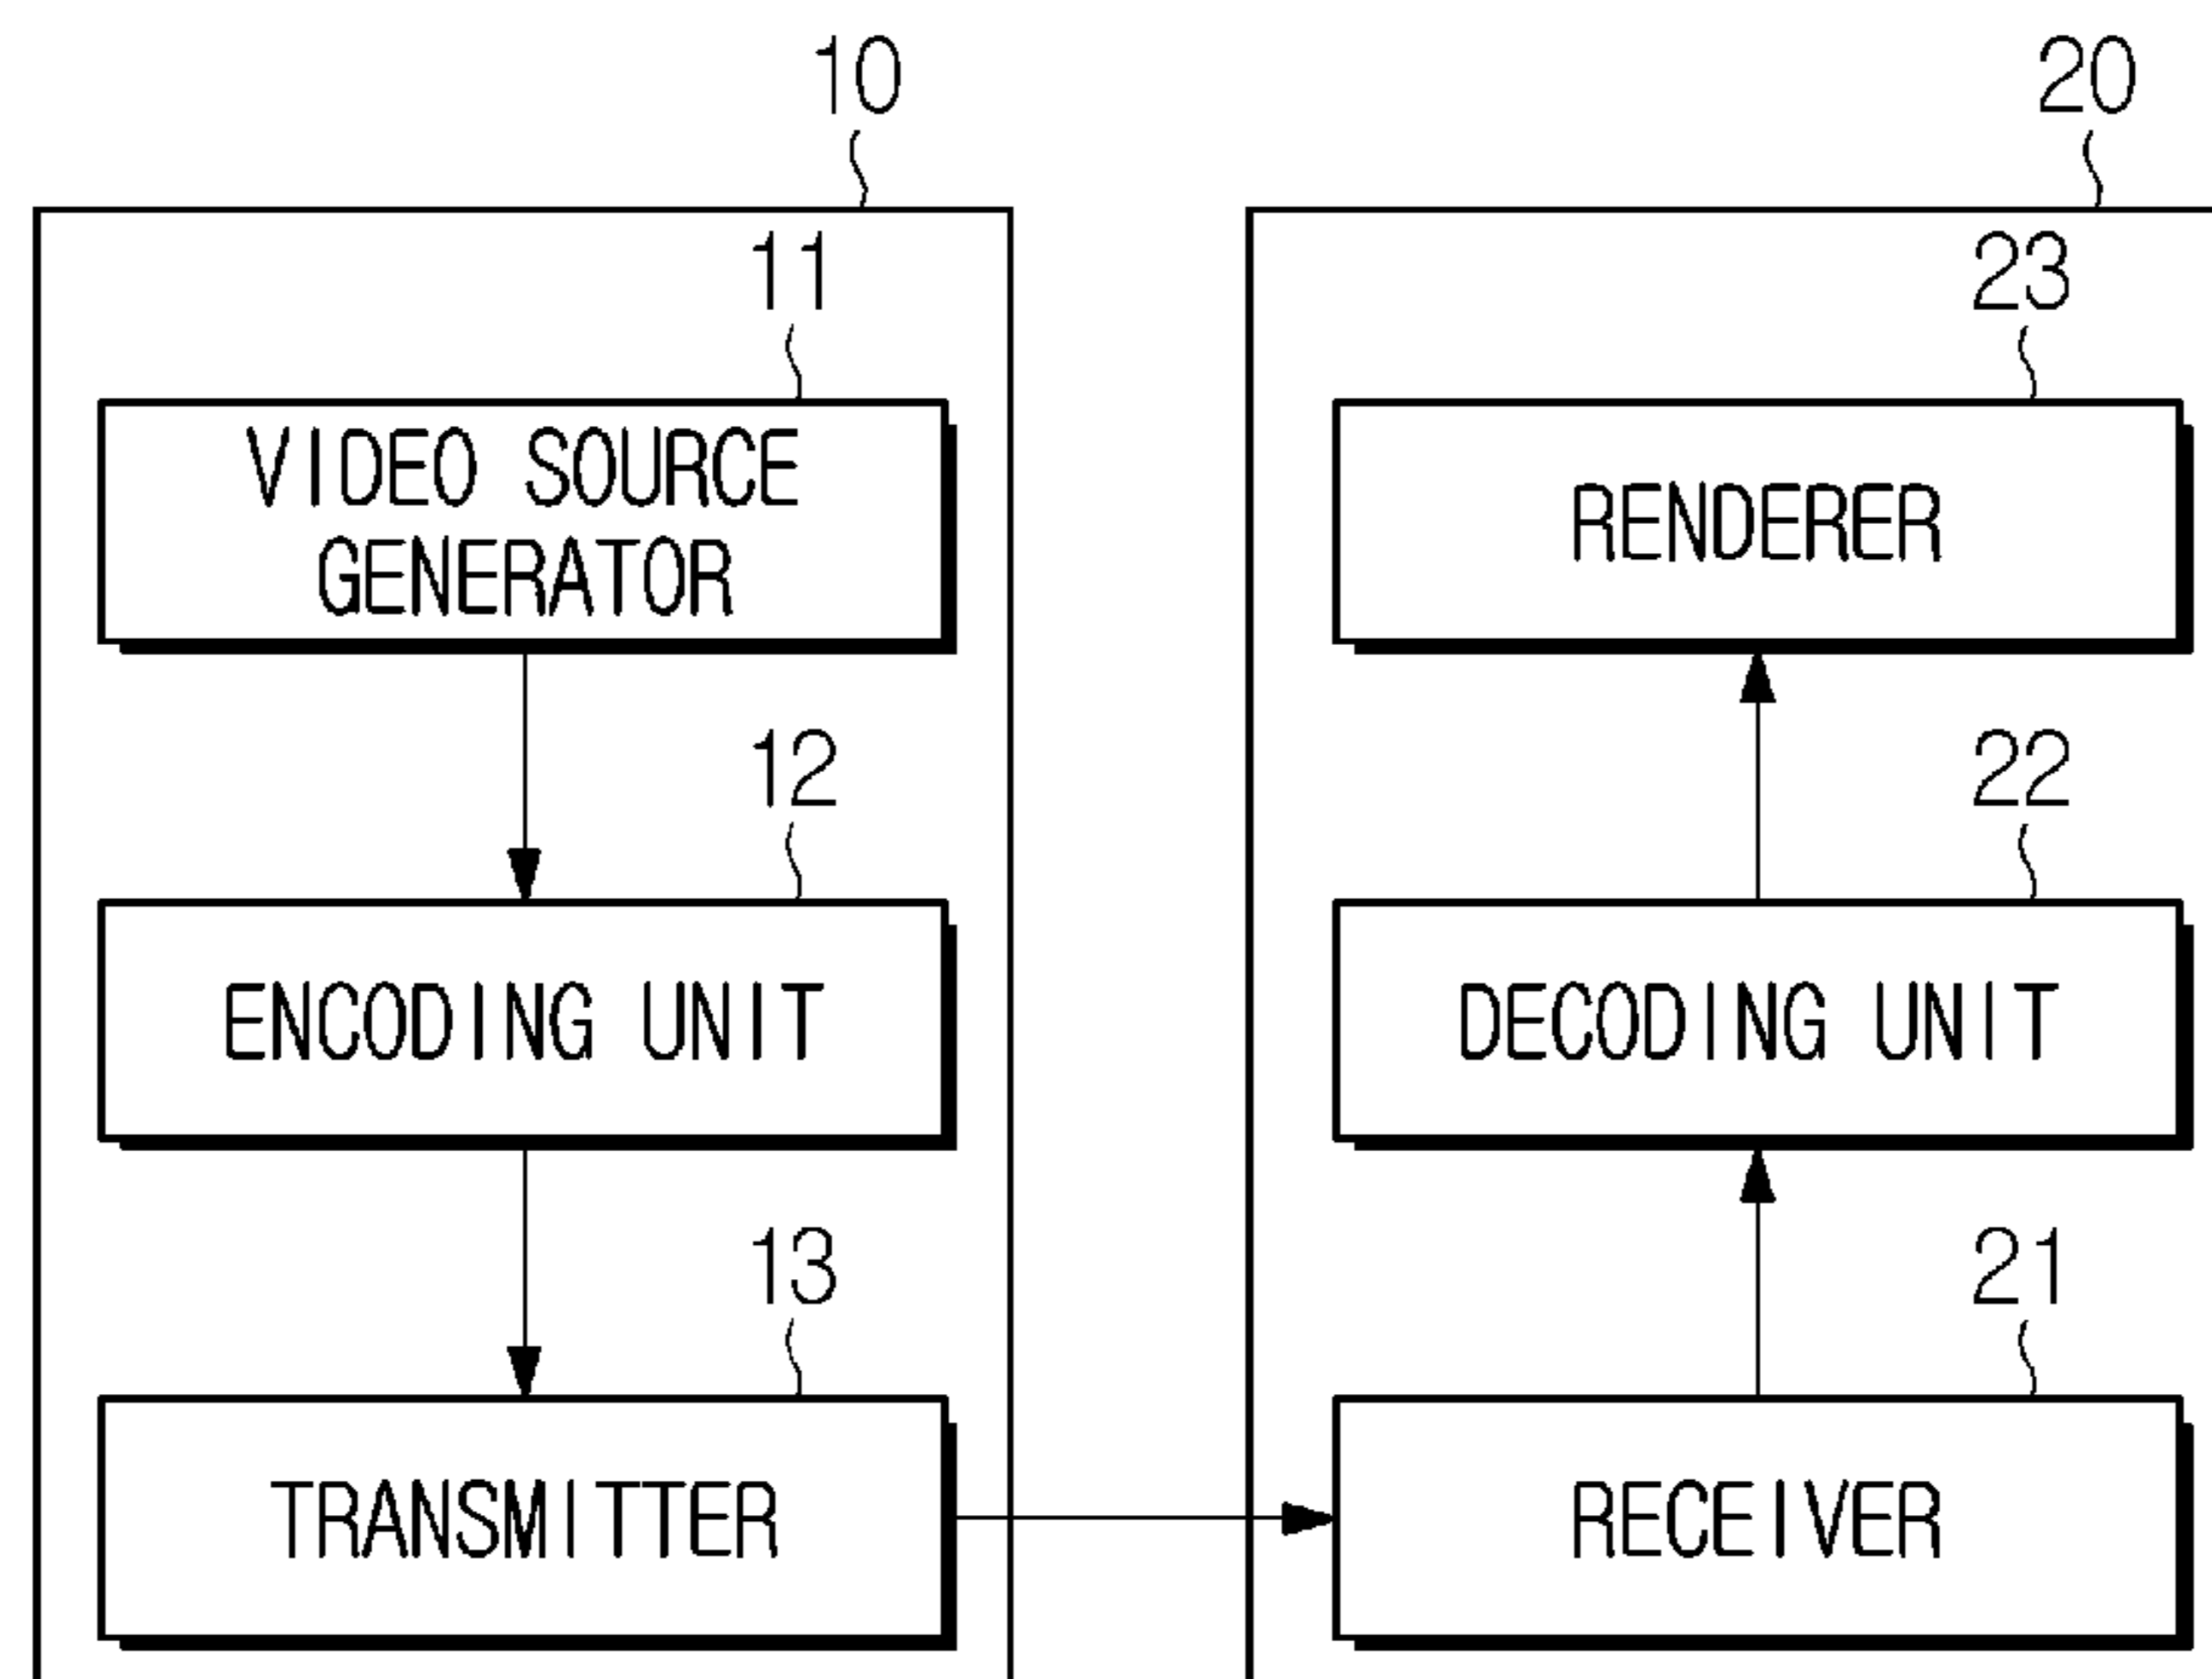 10
11
VIDEO SOURCE
GENERATOR
12
ENCODING UNIT
13
TRANSMITTER
20
23
RENDERER
22
DECODING UNIT
21
RECEIVER